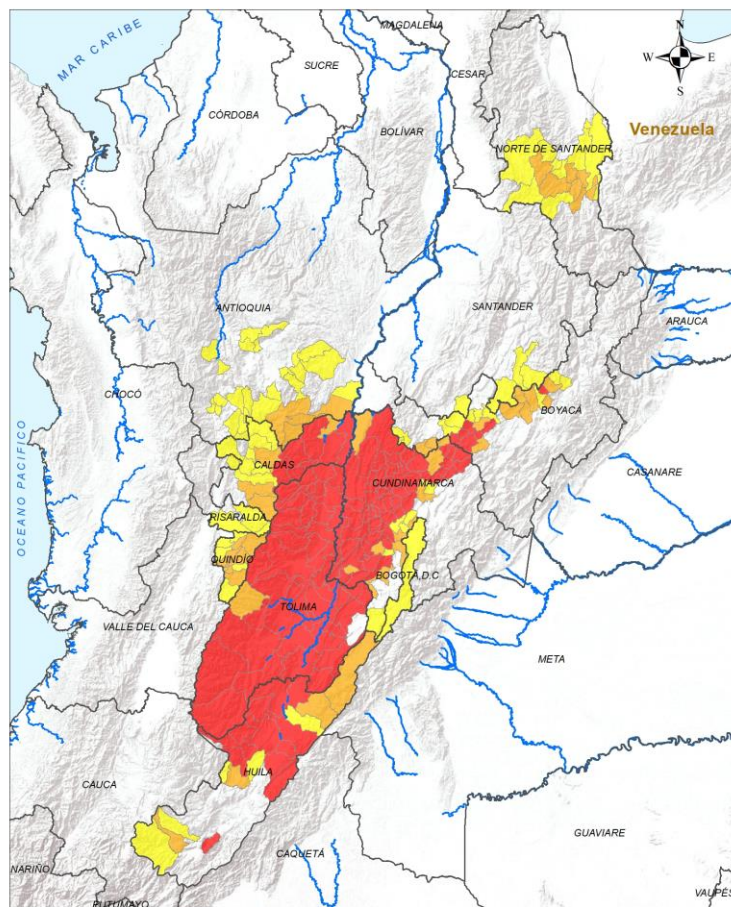 MAGDALENA
N
MAR CARIBE
SUCRE
CESAR
W
E
S
CÓRDOBA
BOLÍVAR
Venezuela
NORTE DE SANTANDER
ANTIOQUIA
SANTANDER
ARAUCA
CHOCÓ
BOYACÁ
CALDAS
CASANARE
CUNDINAMARCA
OCEANO PACIFICO
RISARALDA
QUINDÍO
BOGOTÁ,D.C
TOLIMA
VALLE DEL CAUCA
META
HUILA
CAUCA
GUAVIARE
CAQUETÁ
NARIÑO
PUTUMAYO
VAUPÉS